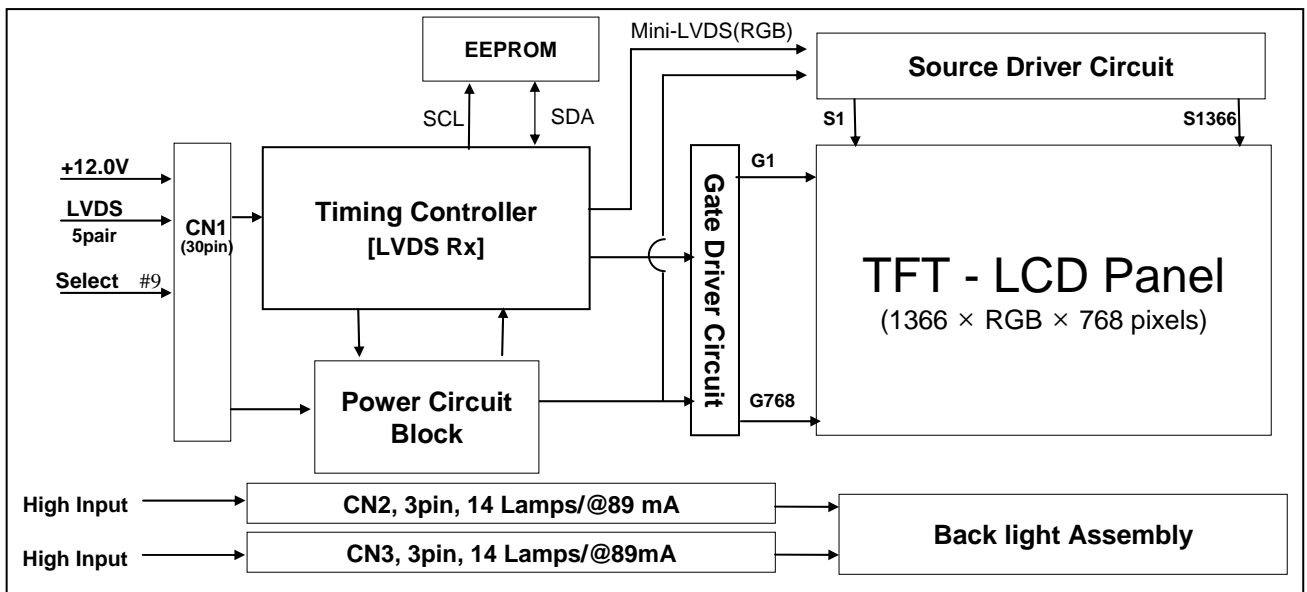 Mini-LVDS(RGB)
EEPROM
Source Driver Circuit
SCL
SDA
S1
S1366
+12.0V
LVDS
5pair
Select #9
CN1
(30pin)
Timing Controller
[LVDS Rx]
G1
Gate Driver Circuit
G768
TFT - LCD Panel
(1366 × RGB × 768 pixels)
Power Circuit
Block
High Input
CN2, 3pin, 14 Lamps/@89 mA
High Input
CN3, 3pin, 14 Lamps/@89mA
Back light Assembly